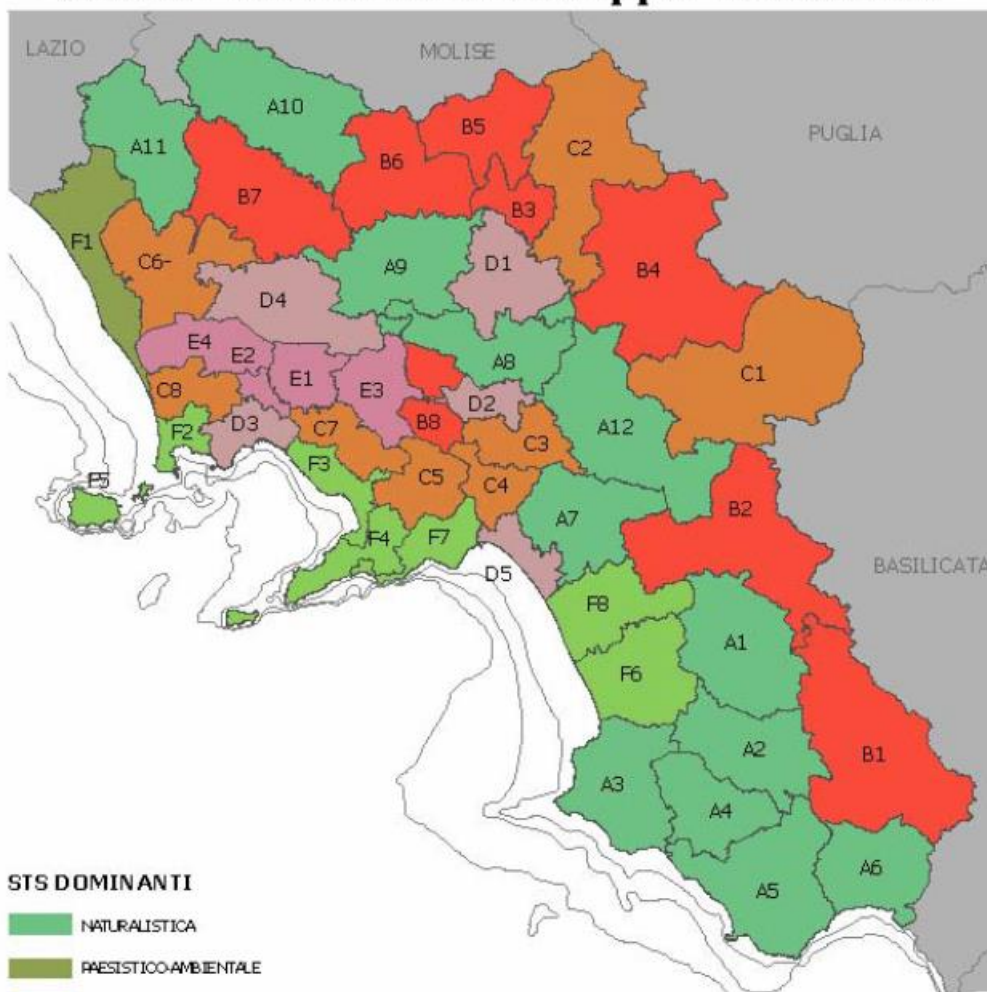 LAZIO
MOLISE
PUGLIA
BASILICATA
A10
A11
B5
C2
B6
B7
B3
F1
C6-
A9
D1
B4
D4
E4
E2
E1
E3
A8
C1
C8
D2
F2
D3
C7
B8
C3
A12
F3
C5
C4
F5
B2
A7
F4
F7
D5
F8
A1
F6
A2
B1
A3
A4
A5
A6
STS DOMINANTI
NATURALISTICA
PAESISTICO-AMBIENTALE